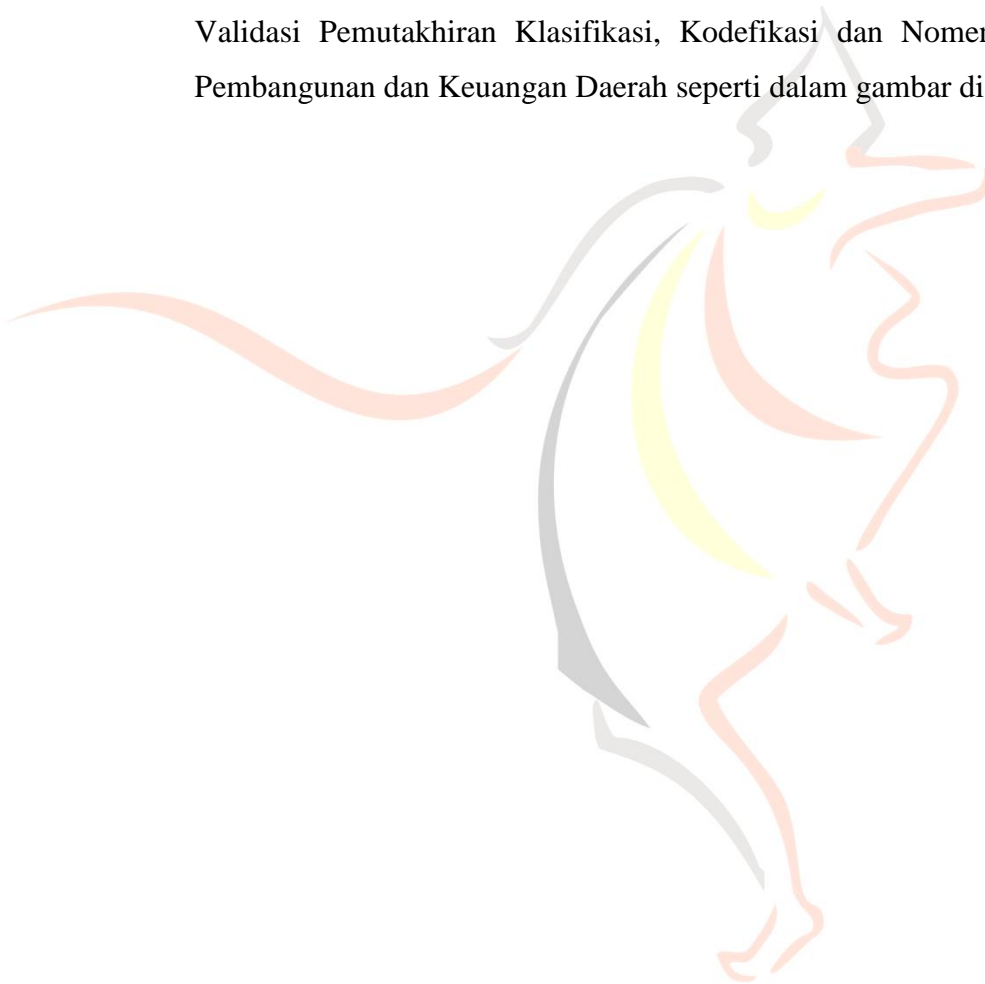 Validasi Pemutakhiran Klasifikasi, Kodefikasi dan
Pembangunan dan Keuangan Daerah seperti dalam gambar di